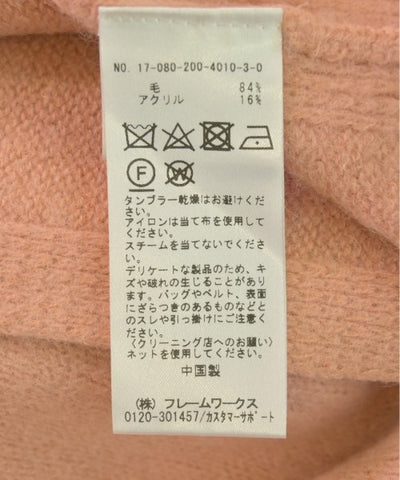 NO. 17-080-200-4010-3-0
毛 84%
アクリル 16%
F W
タンブラー乾燥はお避けくだ
さい。
アイロンは当て布を使用して
ください。
スチームを当てないでくださ
い。
デリケートな製品のため、キ
ズや破れの生じることがあり
ます。バッグやベルト、表面
にざらつきのあるものなどと
のスレや引っ掛けにご注意く
ださい。
〈クリーニング店へのお願い〉
ネットを使用してください。
中国製
(株) フレームワークス
0120-301457/カスタマーサポート